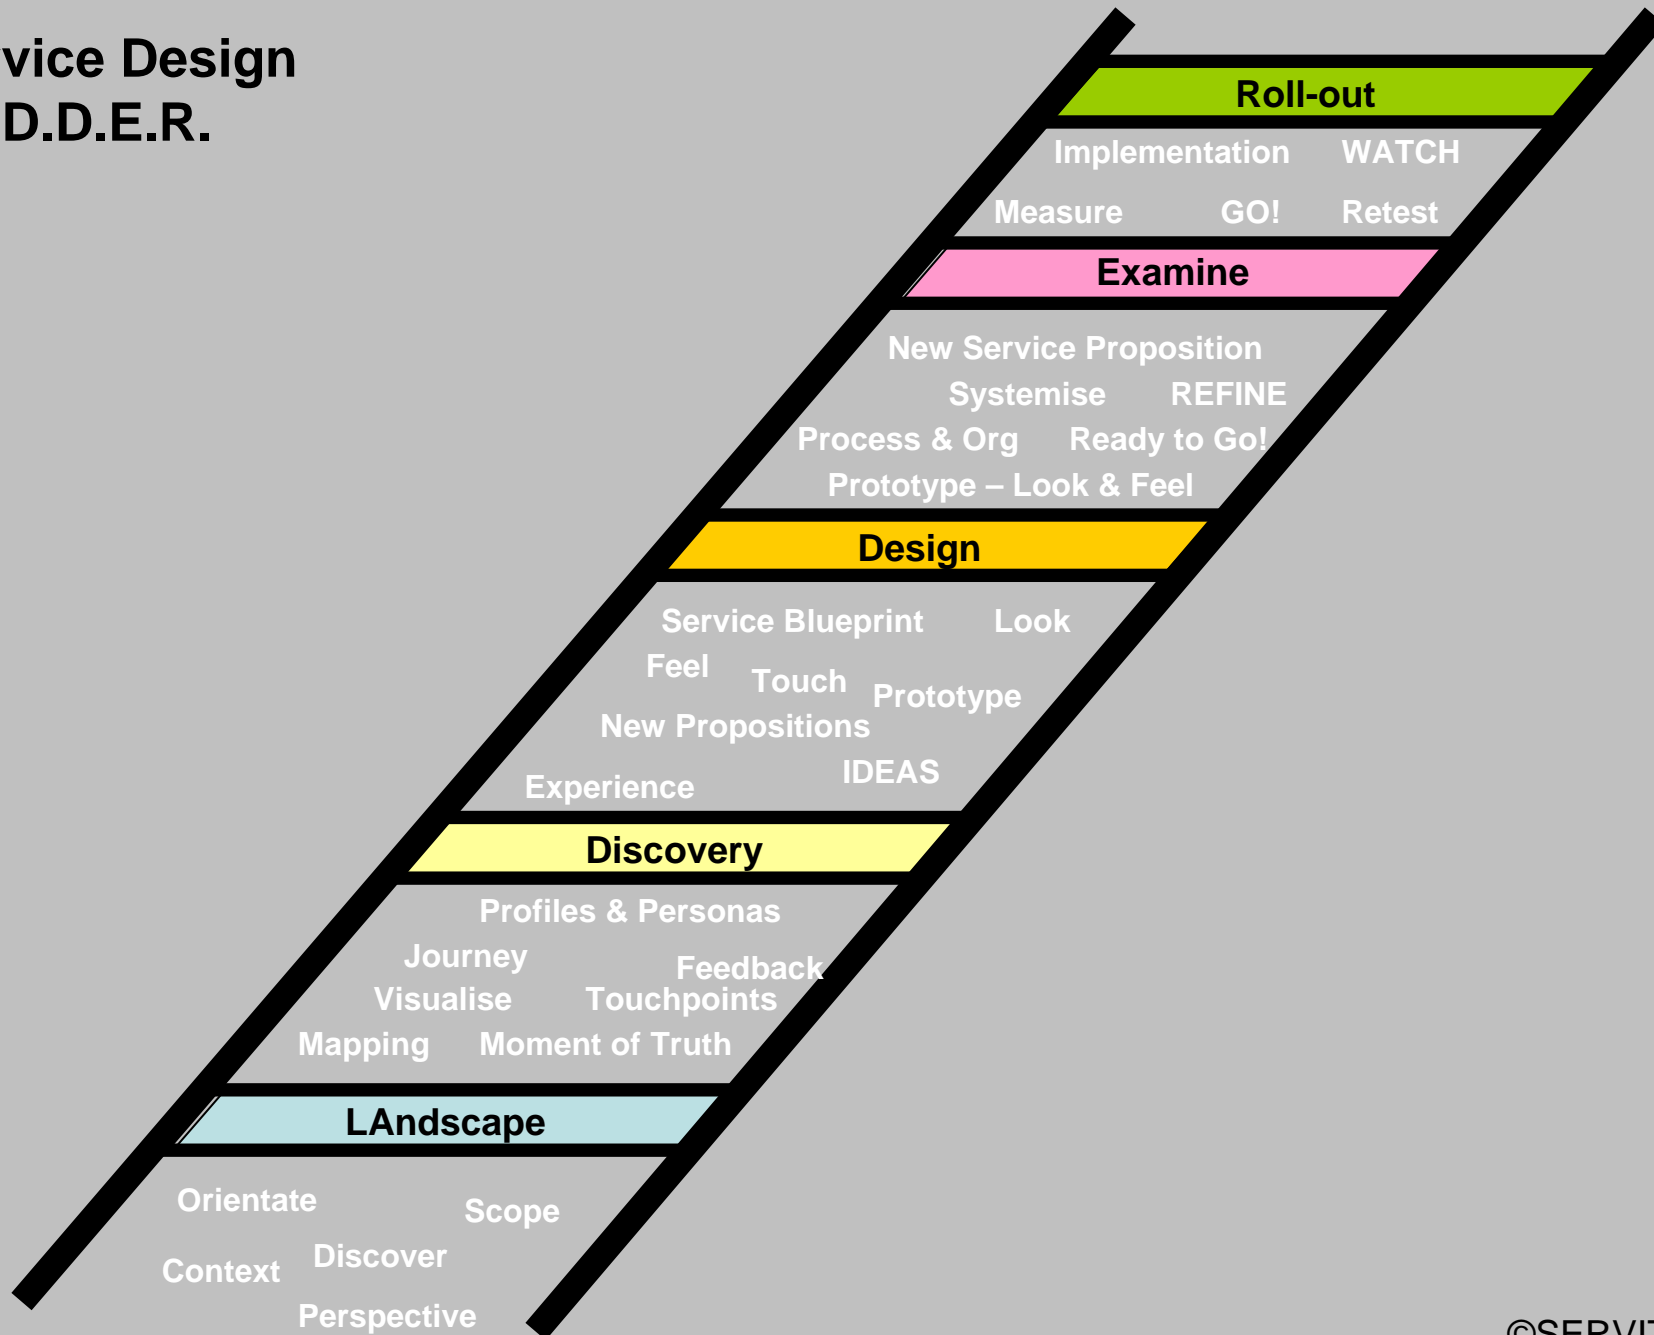 vice Design
D.D.E.R.
Roll-out
Implementation WATCH
Measure GO! Retest
Examine
New Service Proposition
Systemise REFINE
Process & Org Ready to Go!
Prototype – Look & Feel
Design
Service Blueprint Look
Feel Touch Prototype
New Propositions
Experience IDEAS
Discovery
Profiles & Personas
Journey Feedback
Visualise Touchpoints
Mapping Moment of Truth
LAndscape
Orientate Scope
Context Discover
Perspective
©SERVIT